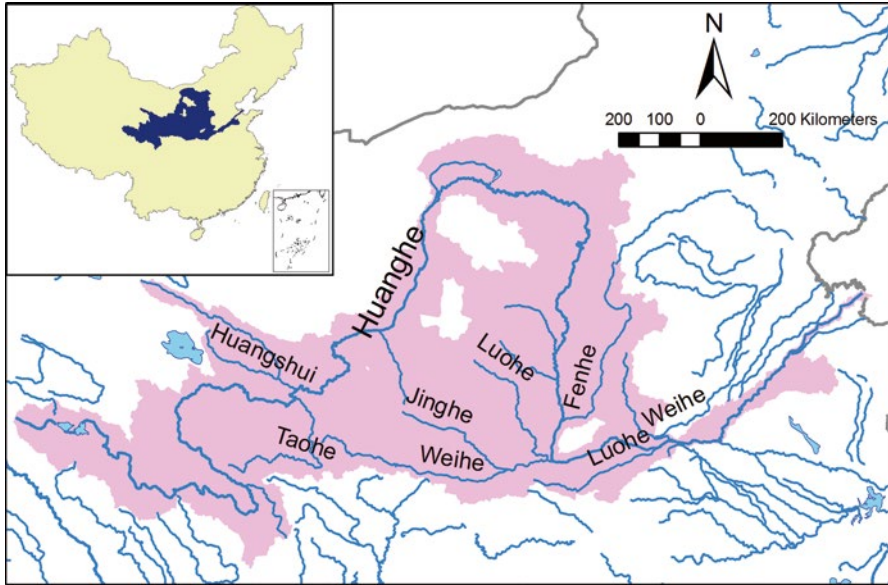 N
200 100 0 200 Kilometers
Huanghe
Huangshui
Luohe
Fenhe
Jinghe
Weihe
Taohe
Weihe
Luohe